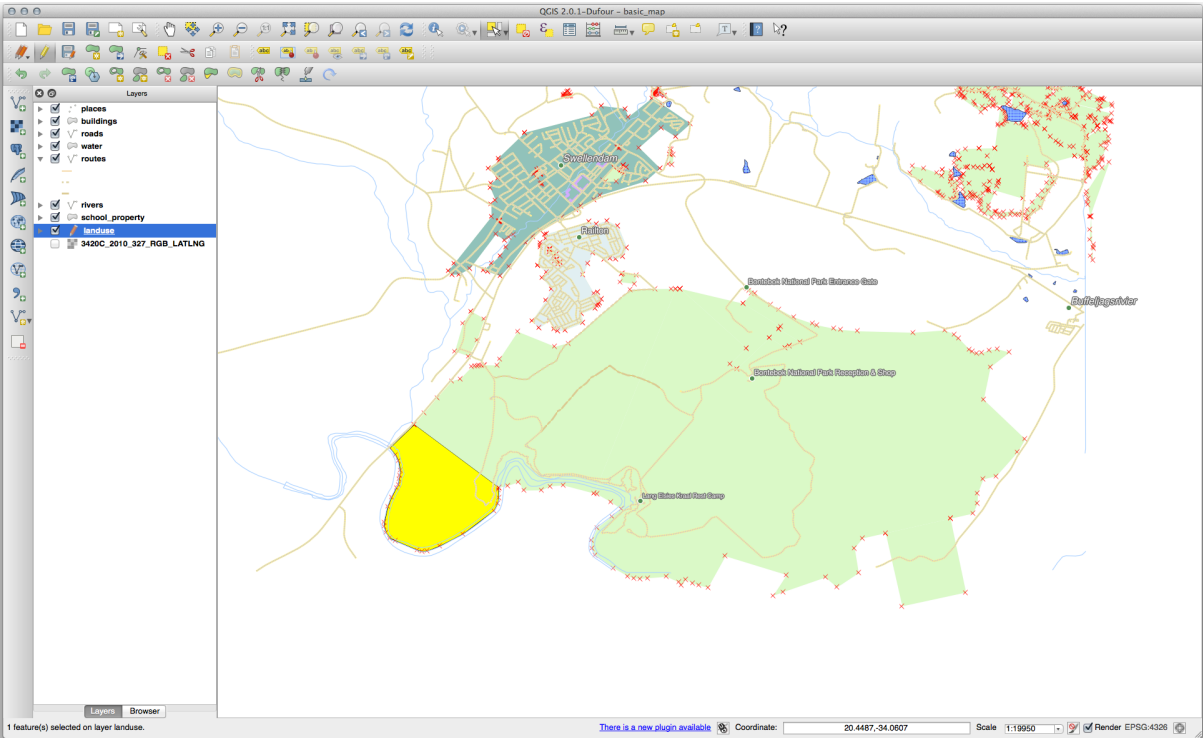 QGIS 2.0.1-Dufour - basic_map
Layers
places
buildings
roads
water
routes
rivers
school_property
landuse
3420C_2010_327_RGB_LATLNG
Swellendam
Railton
Bontebok National Park Entrance Gate
Buffeljagsrivier
Bontebok National Park Reception & Shop
Lang Elsies Kraal Rest Camp
Layers Browser
1 feature(s) selected on layer landuse.
There is a new plugin available
Coordinate: 20.4487,-34.0607
Scale 1:19950
Render EPSG:4326